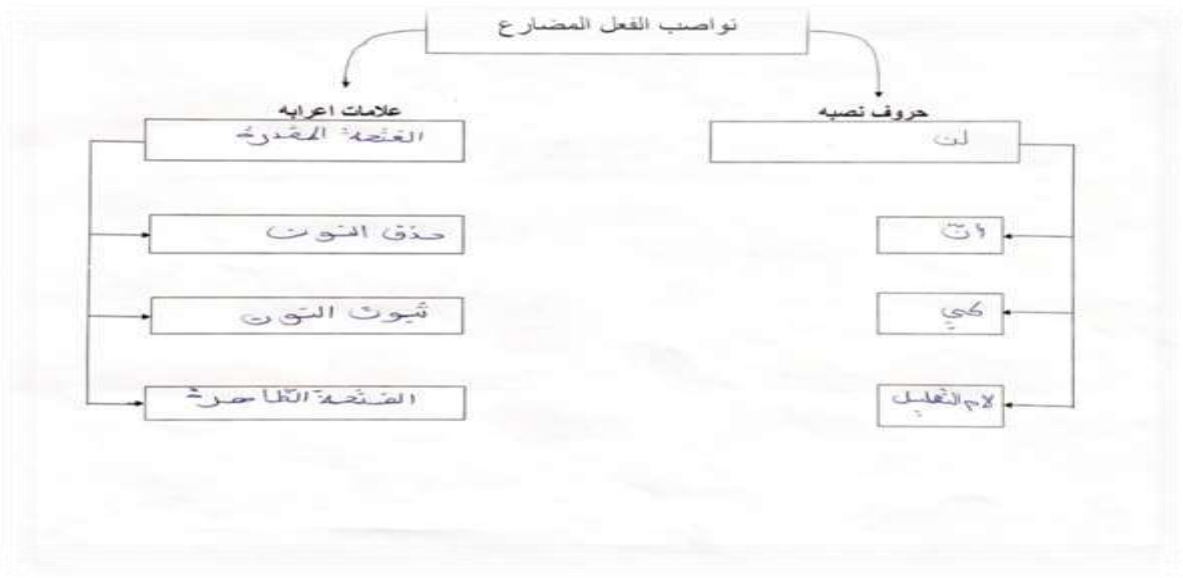 نواصب الفعل المضارع
حروف نصبه
لن
انّ
كي
لام التعليل
علامات اعرابه
الفتحة المقدرة
حذف النون
ثبوت النون
الفتحة الظاهرة